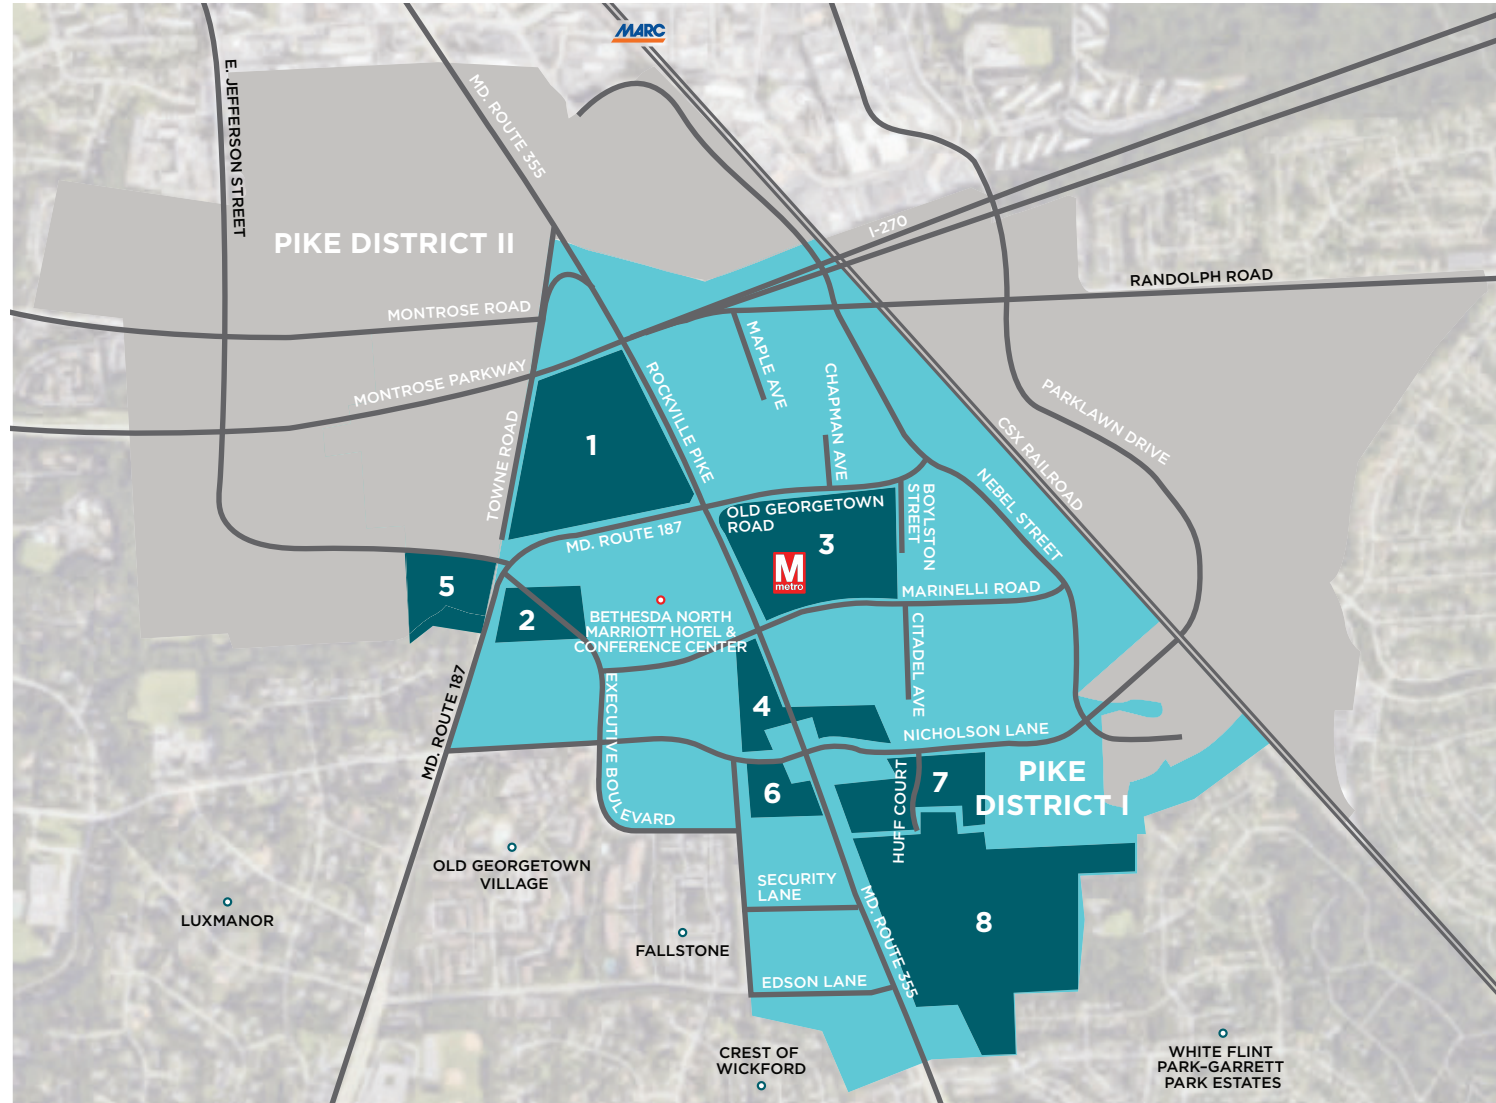 MARC
E. JEFFERSON STREET
MD. ROUTE 355
PIKE DISTRICT II
I-270
RANDOLPH ROAD
MONTROSE ROAD
MONTROSE PARKWAY
MAPLE AVE
ROCKVILLE PIKE
CHAPMAN AVE
PARKLAWN DRIVE
CSX RAILROAD
TOWNE ROAD
1
NEBEL STREET
BOYLSTON
STREET
OLD GEORGETOWN
ROAD
MD. ROUTE 187
3
M
metro
5
2
MARINELLI ROAD
BETHESDA NORTH
MARRIOTT HOTEL &
CONFERENCE CENTER
CITADEL AVE
MD. ROUTE 187
EXECUTIVE BOULEVARD
4
NICHOLSON LANE
HUFF COURT
7
PIKE
DISTRICT I
6
OLD GEORGETOWN
VILLAGE
SECURITY
LANE
LUXMANOR
MD. ROUTE 355
8
FALLSTONE
EDSON LANE
CREST OF
WICKFORD
WHITE FLINT
PARK–GARRETT
PARK ESTATES